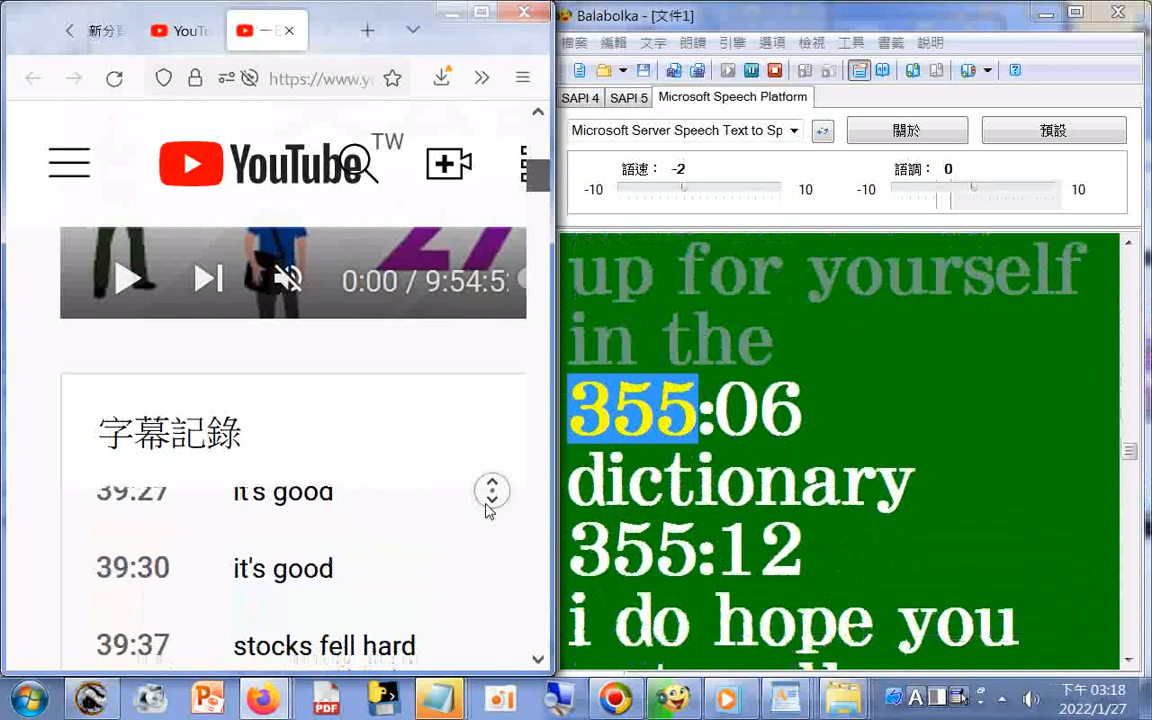 新分
YouTu
一E
https://www.y
YouTube
TW
27
0:00 / 9:54:5
字幕記錄
39:27 it's good
39:30 it's good
39:37 stocks fell hard
Balabolka - [文件1]
檔案 編輯 文字 朗讀 引擎 選項 檢視 工具 書籤 說明
SAPI 4 SAPI 5 Microsoft Speech Platform
Microsoft Server Speech Text to Sp
關於
預設
語速： -2
語調： 0
-10 10
-10 10
up for yourself
in the
355:06
dictionary
355:12
i do hope you
PDF
A
下午 03:18
2022/1/27